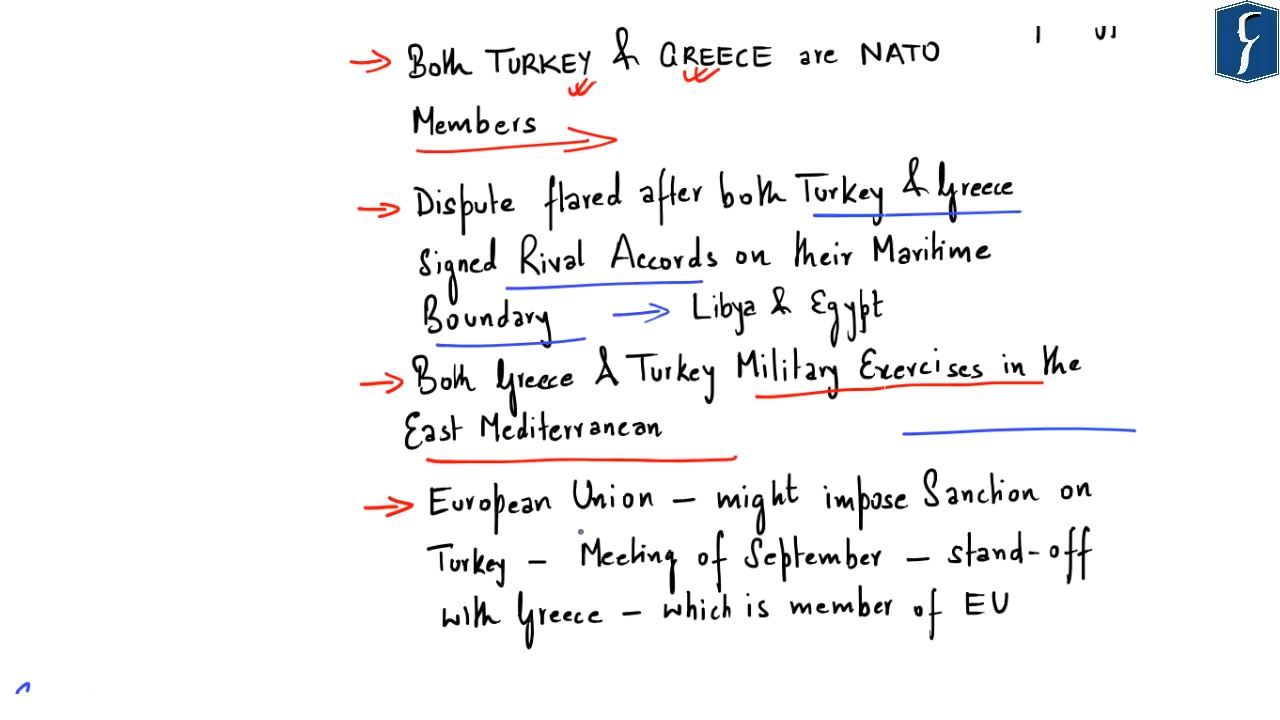 → Both TURKEY & GREECE are NATO
Members
→ Dispute flared after both Turkey & Greece
signed Rival Accords on their Maritime
Boundary → Libya & Egypt
→ Both Greece & Turkey Military Exercises in the
East Mediterranean
→ European Union – might impose Sanction on
Turkey – Meeting of September – stand-off
with Greece – which is member of EU